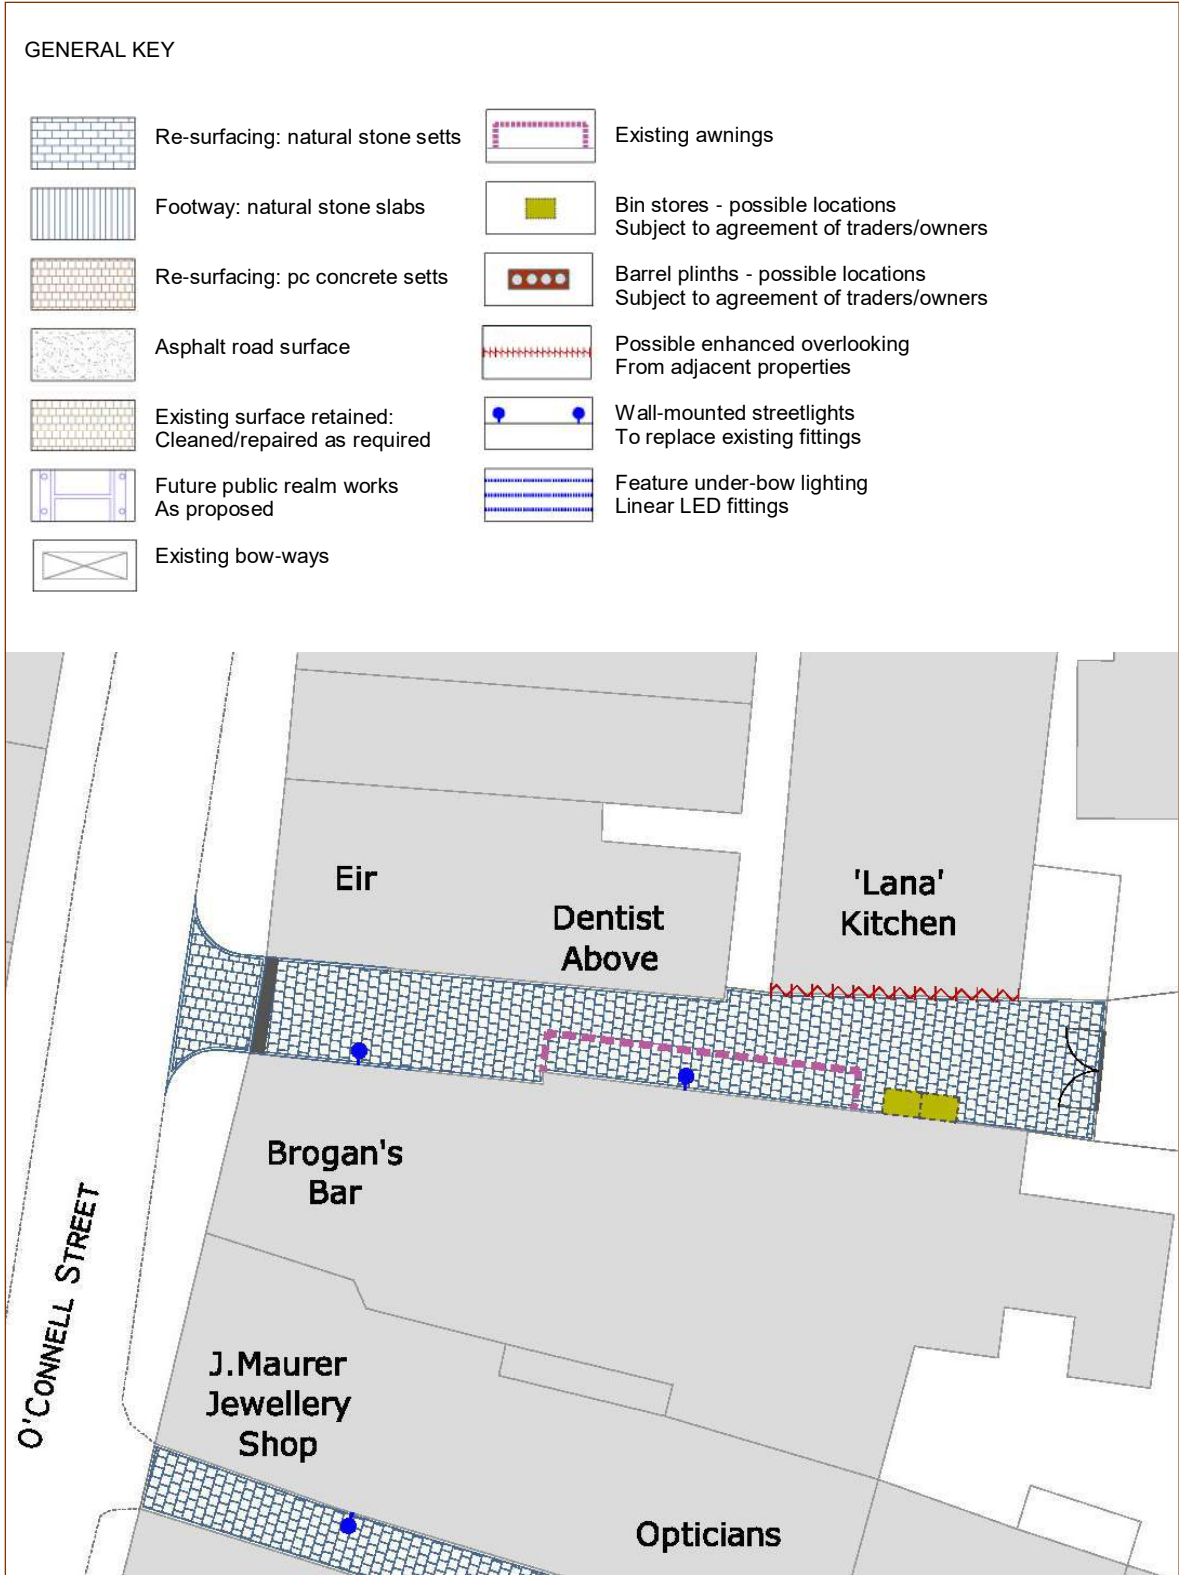 GENERAL KEY
Re-surfacing: natural stone setts
Footway: natural stone slabs
Re-surfacing: pc concrete setts
Asphalt road surface
Existing surface retained:
Cleaned/repaired as required
Future public realm works
As proposed
Existing bow-ways
Existing awnings
Bin stores - possible locations
Subject to agreement of traders/owners
Barrel plinths - possible locations
Subject to agreement of traders/owners
Possible enhanced overlooking
From adjacent properties
Wall-mounted streetlights
To replace existing fittings
Feature under-bow lighting
Linear LED fittings
Eir
Dentist
Above
'Lana'
Kitchen
Brogan's
Bar
O'CONNELL STREET
J.Maurer
Jewellery
Shop
Opticians